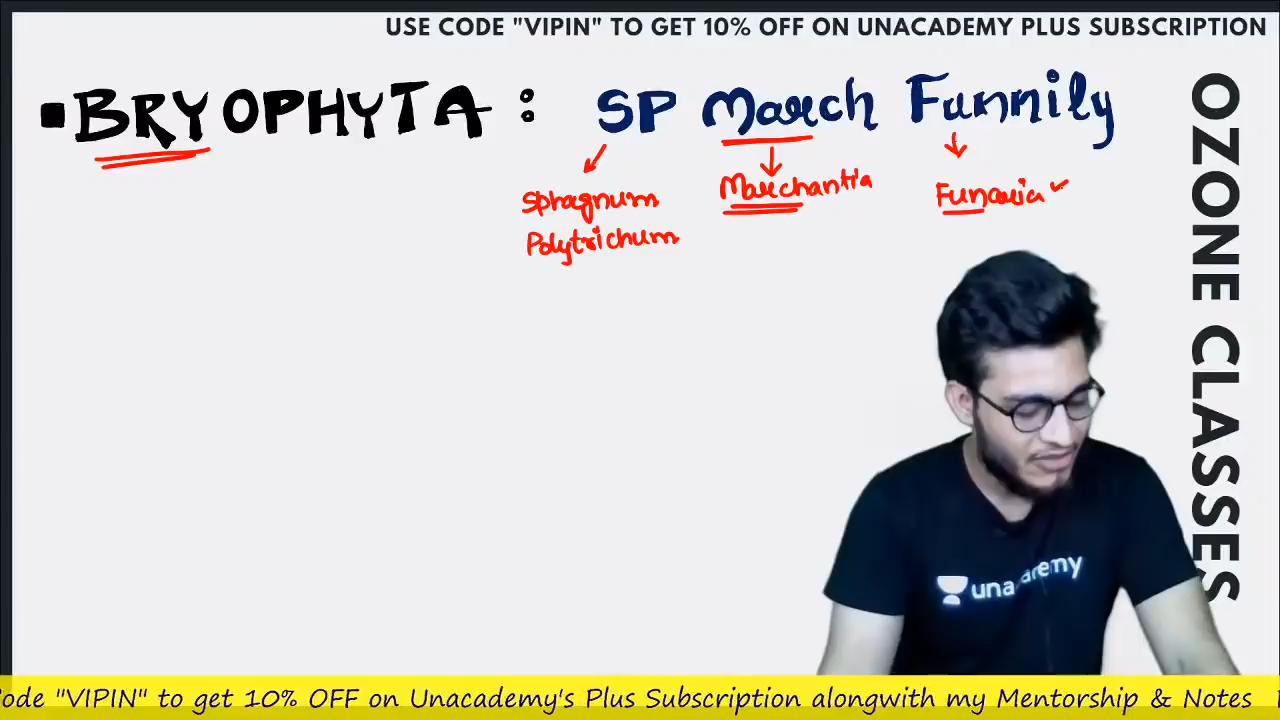 USE CODE "VIPIN" TO GET 10% OFF ON UNACADEMY PLUS SUBSCRIPTION
BRYOPHYTA : SP March Funnily
Sphagnum
Polytrichum
Marchantia
Funaria
OZONE CLASSES
unacademy
Code "VIPIN" to get 10% OFF on Unacademy's Plus Subscription alongwith my Mentorship & Notes